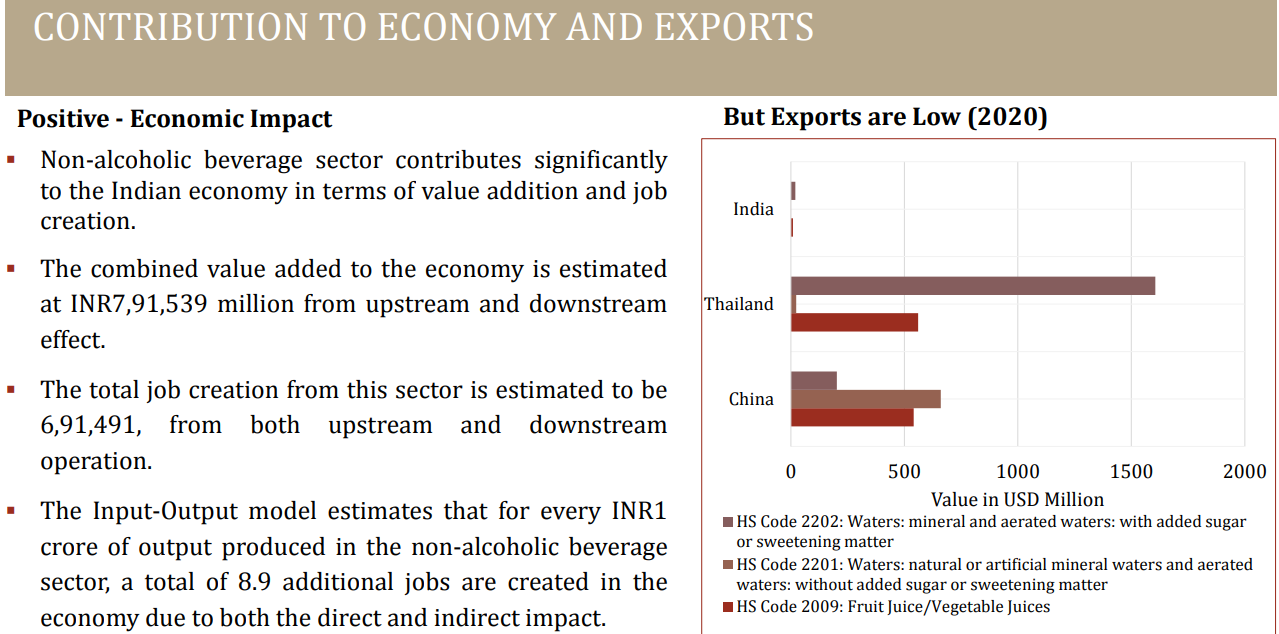 CONTRIBUTION TO ECONOMY AND EXPORTS
Positive - Economic Impact
▪ Non-alcoholic beverage sector contributes significantly
to the Indian economy in terms of value addition and job
creation.
▪ The combined value added to the economy is estimated
at INR7,91,539 million from upstream and downstream
effect.
▪ The total job creation from this sector is estimated to be
6,91,491, from both upstream and downstream
operation.
▪ The Input-Output model estimates that for every INR1
crore of output produced in the non-alcoholic beverage
sector, a total of 8.9 additional jobs are created in the
economy due to both the direct and indirect impact.
But Exports are Low (2020)
India
Thailand
China
0 500 1000 1500 2000
Value in USD Million
HS Code 2202: Waters: mineral and aerated waters: with added sugar
or sweetening matter
HS Code 2201: Waters: natural or artificial mineral waters and aerated
waters: without added sugar or sweetening matter
HS Code 2009: Fruit Juice/Vegetable Juices